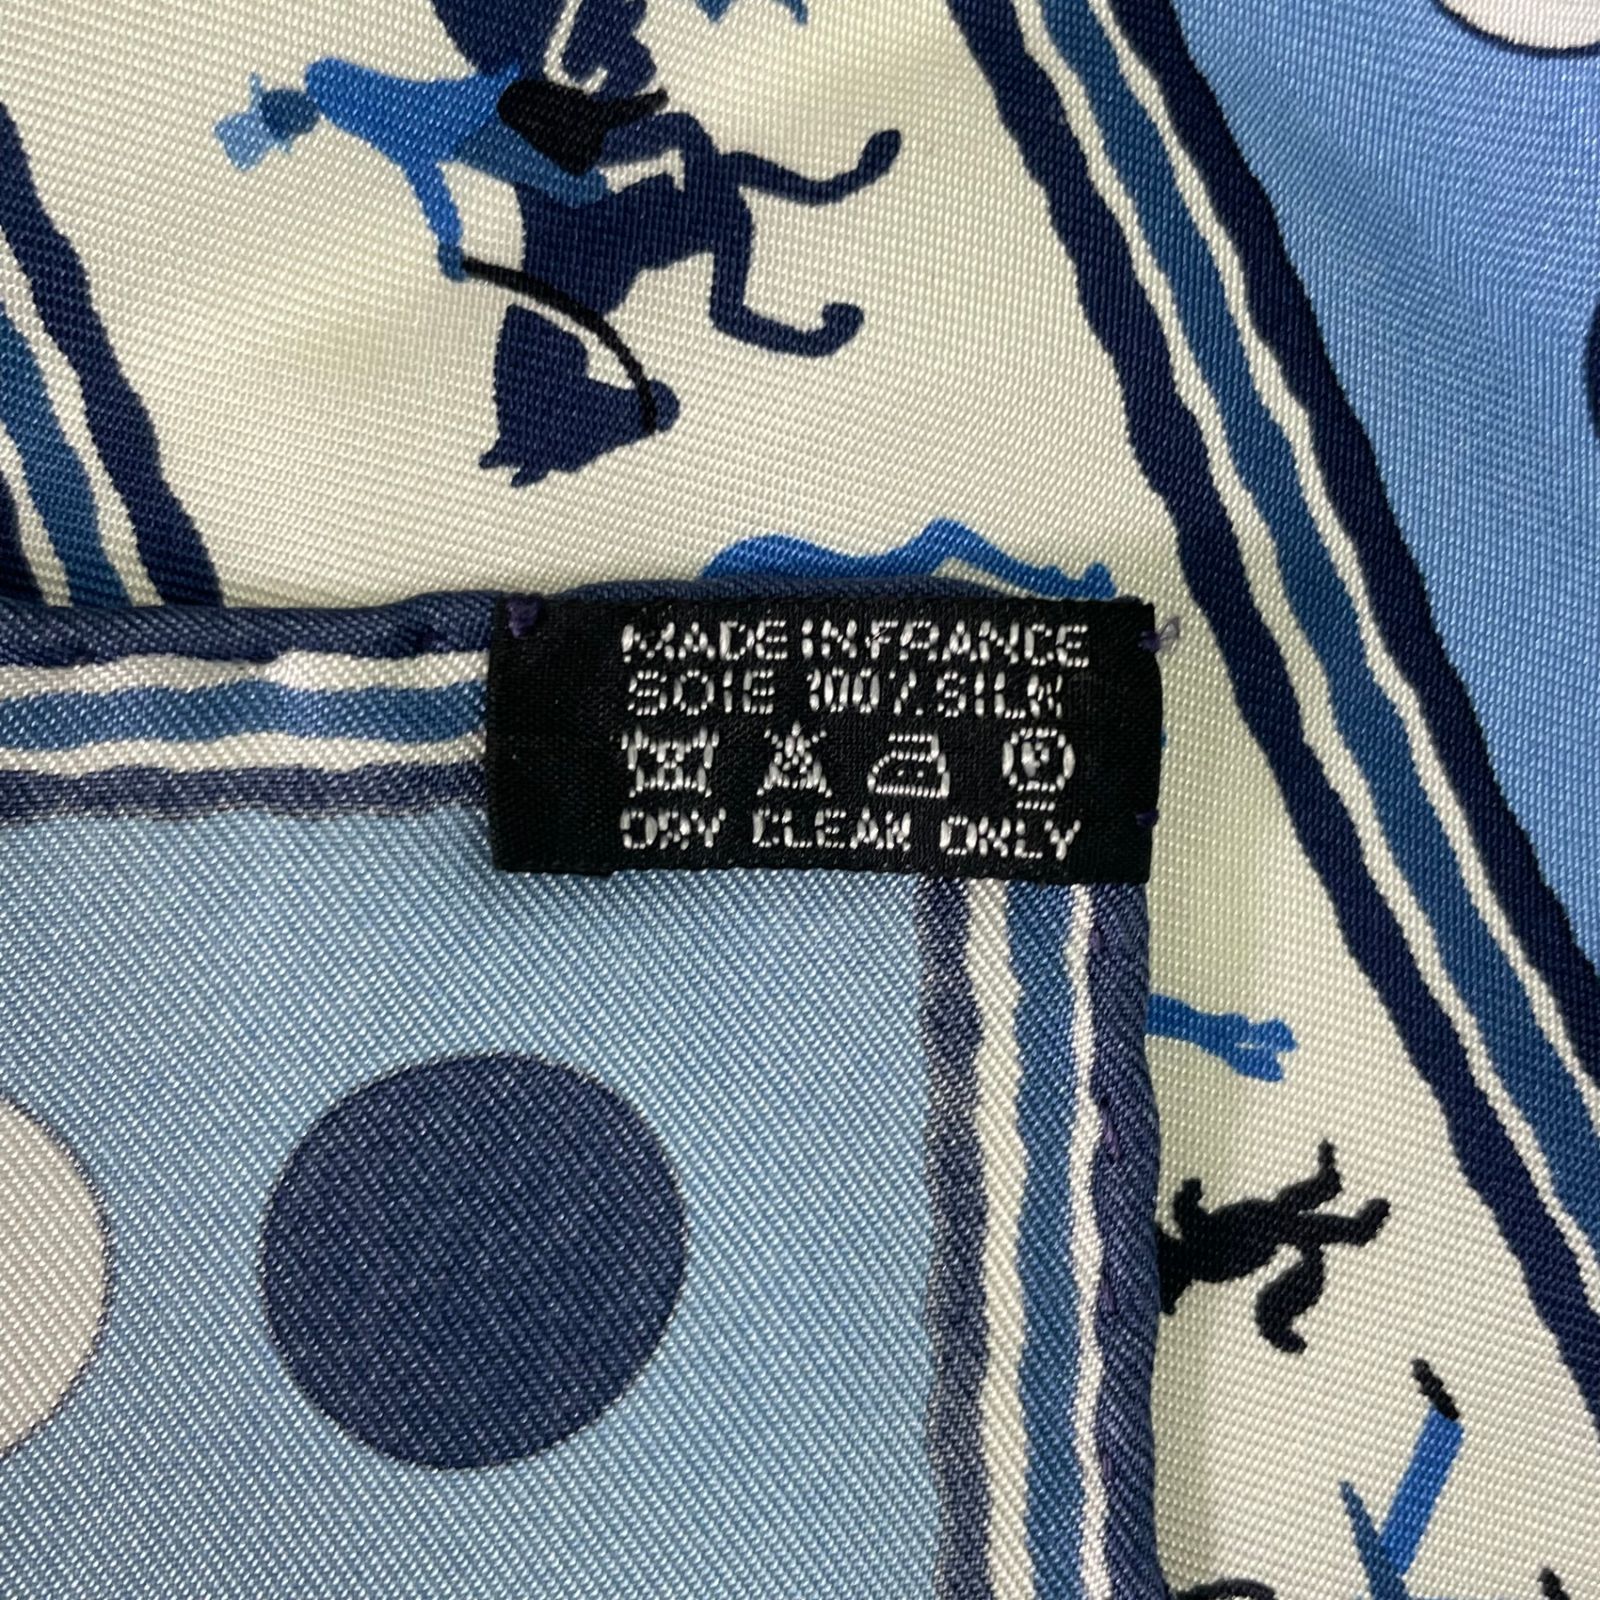 MADE IN FRANCE
SOIE 100% SILK
P
DRY CLEAN ONLY